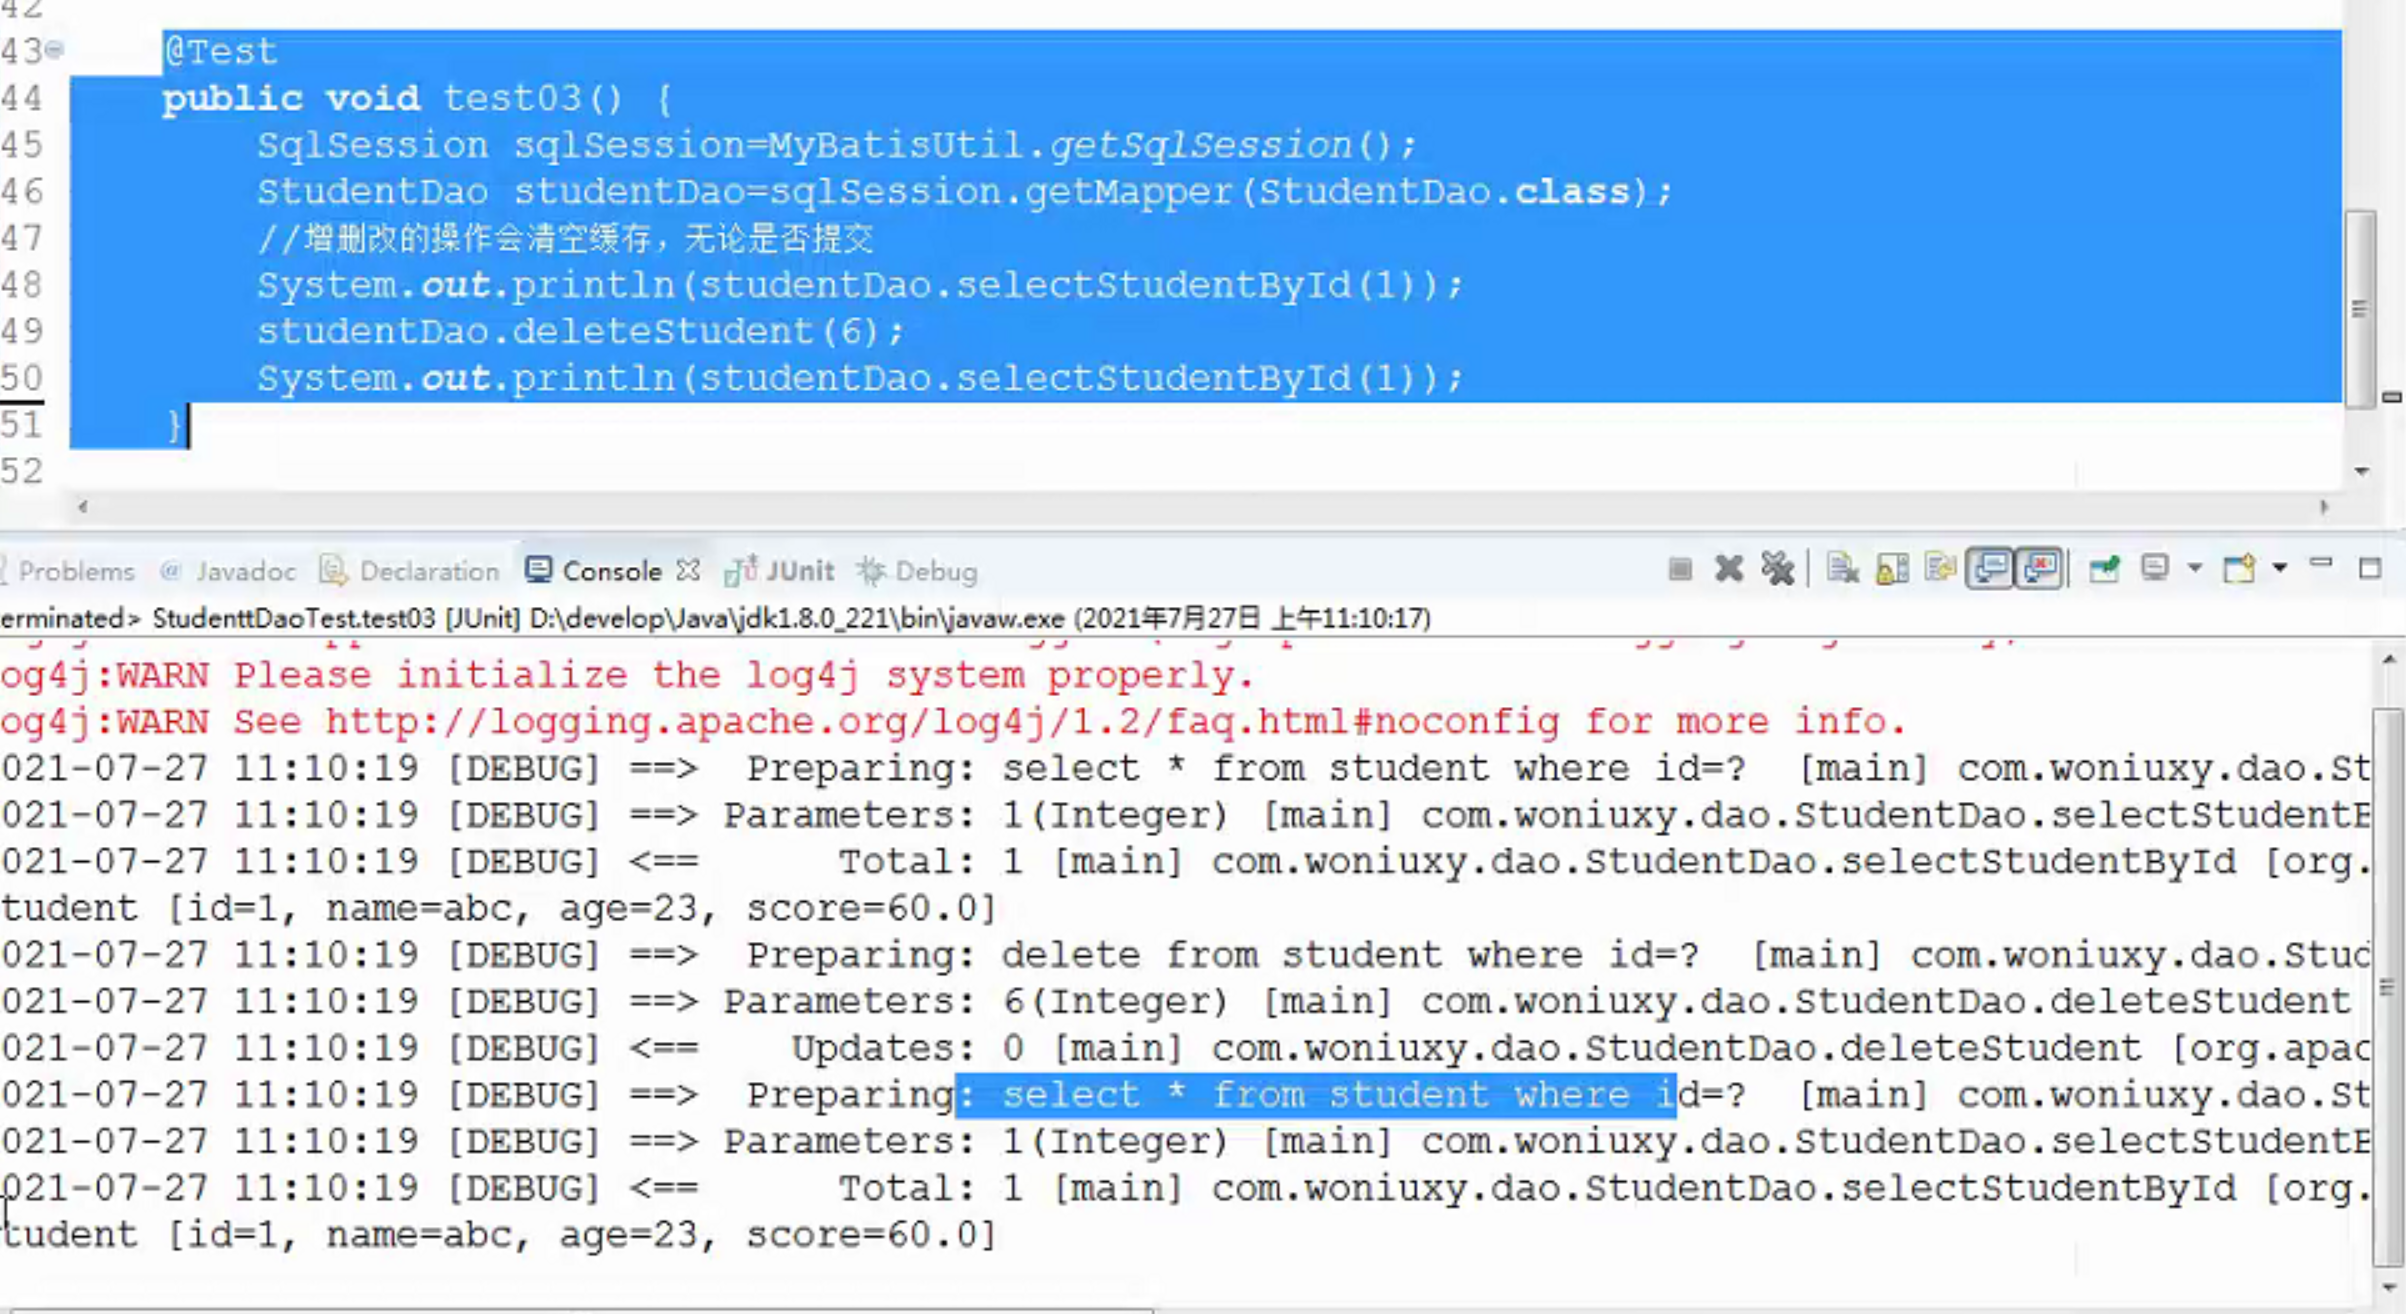 42
43 @Test
44 public void test03() {
45 SqlSession sqlSession=MyBatisUtil.getSqlSession();
46 StudentDao studentDao=sqlSession.getMapper(StudentDao.class);
47 //增删改的操作会清空缓存，无论是否提交
48 System.out.println(studentDao.selectStudentById(1));
49 studentDao.deleteStudent(6);
50 System.out.println(studentDao.selectStudentById(1));
51 }
52
Problems @ Javadoc Declaration Console JUnit Debug
erminated> StudenttDaoTest.test03 [JUnit] D:\develop\Java\jdk1.8.0_221\bin\javaw.exe (2021年7月27日 上午11:10:17)
og4j:WARN Please initialize the log4j system properly.
og4j:WARN See http://logging.apache.org/log4j/1.2/faq.html#noconfig for more info.
021-07-27 11:10:19 [DEBUG] ==> Preparing: select * from student where id=? [main] com.woniuxy.dao.St
021-07-27 11:10:19 [DEBUG] ==> Parameters: 1(Integer) [main] com.woniuxy.dao.StudentDao.selectStudentB
021-07-27 11:10:19 [DEBUG] <== Total: 1 [main] com.woniuxy.dao.StudentDao.selectStudentById [org.
tudent [id=1, name=abc, age=23, score=60.0]
021-07-27 11:10:19 [DEBUG] ==> Preparing: delete from student where id=? [main] com.woniuxy.dao.Stud
021-07-27 11:10:19 [DEBUG] ==> Parameters: 6(Integer) [main] com.woniuxy.dao.StudentDao.deleteStudent
021-07-27 11:10:19 [DEBUG] <== Updates: 0 [main] com.woniuxy.dao.StudentDao.deleteStudent [org.apac
021-07-27 11:10:19 [DEBUG] ==> Preparing: select * from student where id=? [main] com.woniuxy.dao.St
021-07-27 11:10:19 [DEBUG] ==> Parameters: 1(Integer) [main] com.woniuxy.dao.StudentDao.selectStudentB
021-07-27 11:10:19 [DEBUG] <== Total: 1 [main] com.woniuxy.dao.StudentDao.selectStudentById [org.
tudent [id=1, name=abc, age=23, score=60.0]